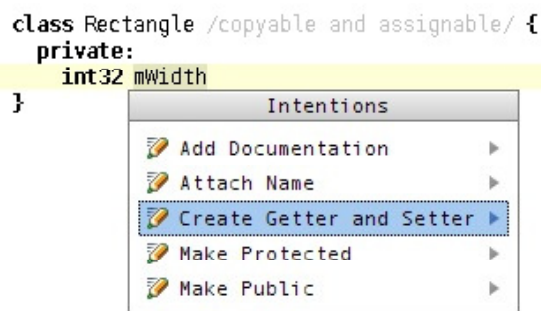 class Rectangle /copyable and assignable/ {
private:
int32 mWidth
}
Intentions
Add Documentation
Attach Name
Create Getter and Setter
Make Protected
Make Public